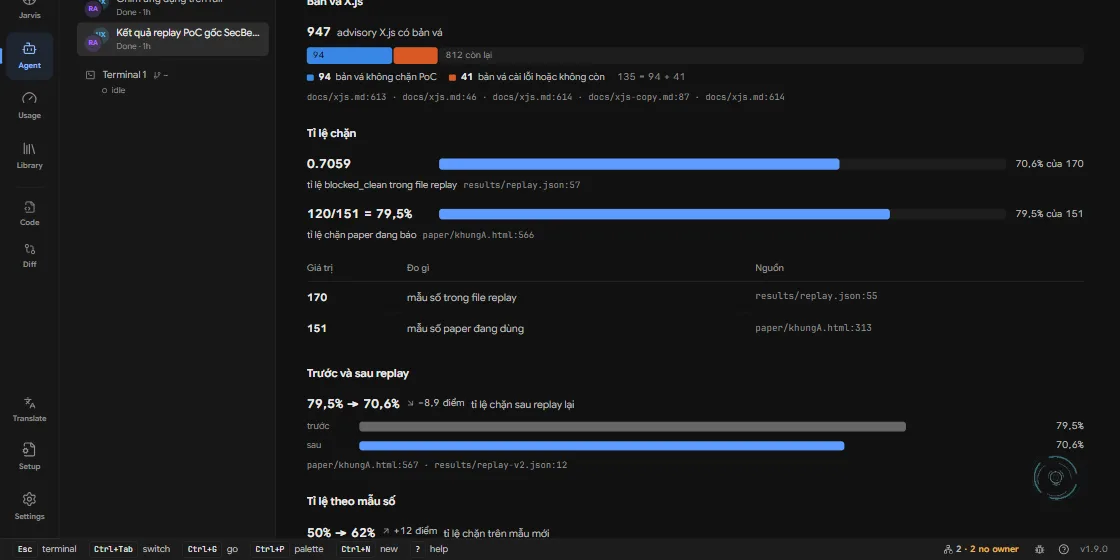 Jarvis
Agent
Usage
Library
Code
Diff
Translate
Setup
Settings
BA
Done · 1h
BA
Kết quả replay PoC gốc SecBe...
Done · 1h
Terminal 1
idle
Bản vá X.js
947 advisory X.js có bản vá
94
812 còn lại
94 bản vá không chặn PoC 41 bản vá cài lỗi hoặc không còn 135 = 94 + 41
docs/xjs.md:613 · docs/xjs.md:46 · docs/xjs.md:614 · docs/xjs-copy.md:87 · docs/xjs.md:614
Tỉ lệ chặn
0.7059
70,6% của 170
tỉ lệ blocked_clean trong file replay results/replay.json:57
120/151 = 79,5%
79,5% của 151
tỉ lệ chặn paper đang báo paper/khungA.html:566
Giá trị Đo gì Nguồn
170 mẫu số trong file replay results/replay.json:55
151 mẫu số paper đang dùng paper/khungA.html:313
Trước và sau replay
79,5% → 70,6% ↘ −8,9 điểm tỉ lệ chặn sau replay lại
trước 79,5%
sau 70,6%
paper/khungA.html:567 · results/replay-v2.json:12
Tỉ lệ theo mẫu số
50% → 62% ↗ +12 điểm tỉ lệ chặn trên mẫu mới
Esc terminal Ctrl+Tab switch Ctrl+G go Ctrl+P palette Ctrl+N new ? help
2 · 2 no owner v1.9.0